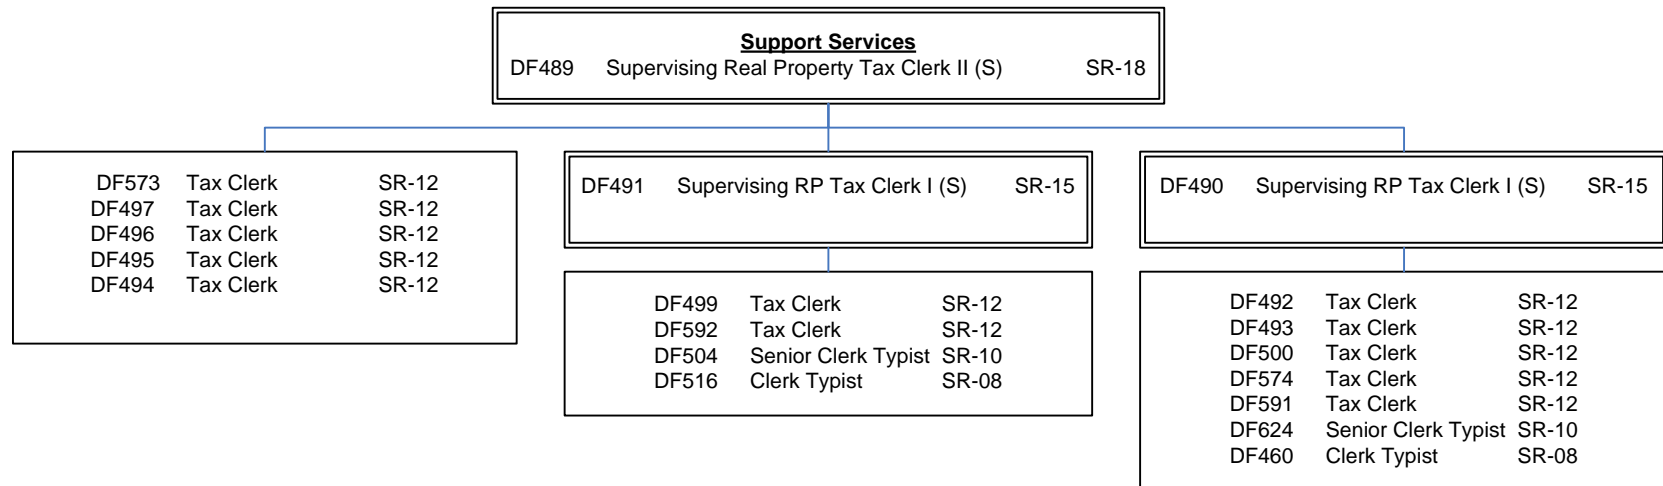 Support Services
DF489 Supervising Real Property Tax Clerk II (S) SR-18
DF573 Tax Clerk SR-12
DF497 Tax Clerk SR-12
DF496 Tax Clerk SR-12
DF495 Tax Clerk SR-12
DF494 Tax Clerk SR-12
DF491 Supervising RP Tax Clerk I (S) SR-15
DF499 Tax Clerk SR-12
DF592 Tax Clerk SR-12
DF504 Senior Clerk Typist SR-10
DF516 Clerk Typist SR-08
DF490 Supervising RP Tax Clerk I (S) SR-15
DF492 Tax Clerk SR-12
DF493 Tax Clerk SR-12
DF500 Tax Clerk SR-12
DF574 Tax Clerk SR-12
DF591 Tax Clerk SR-12
DF624 Senior Clerk Typist SR-10
DF460 Clerk Typist SR-08